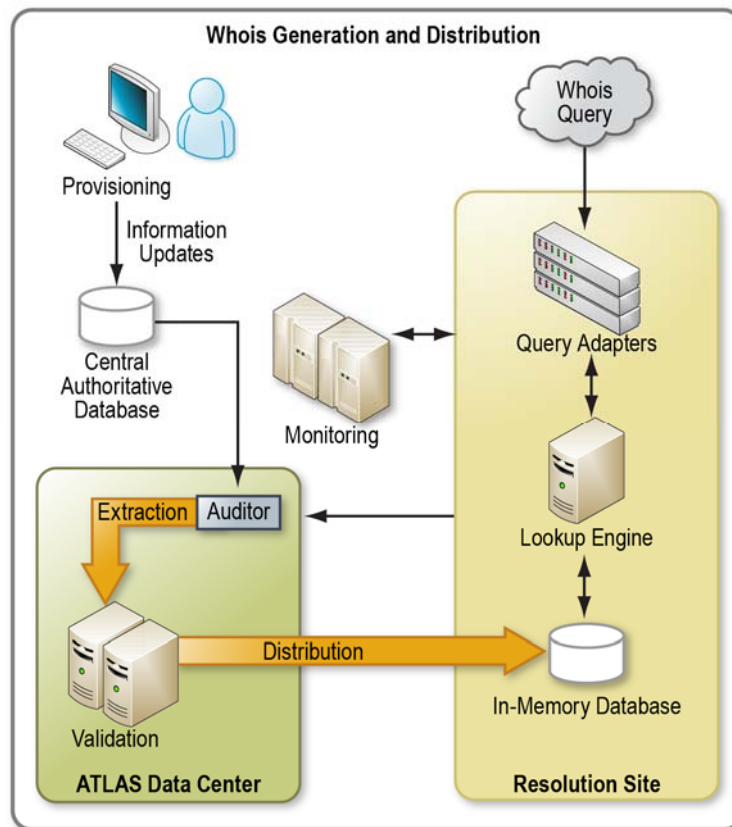 Whois Generation and Distribution
Whois
Query
Provisioning
Information
Updates
Central
Authoritative
Database
Monitoring
Query Adapters
Extraction
Auditor
Lookup Engine
Distribution
Validation
In-Memory Database
ATLAS Data Center
Resolution Site